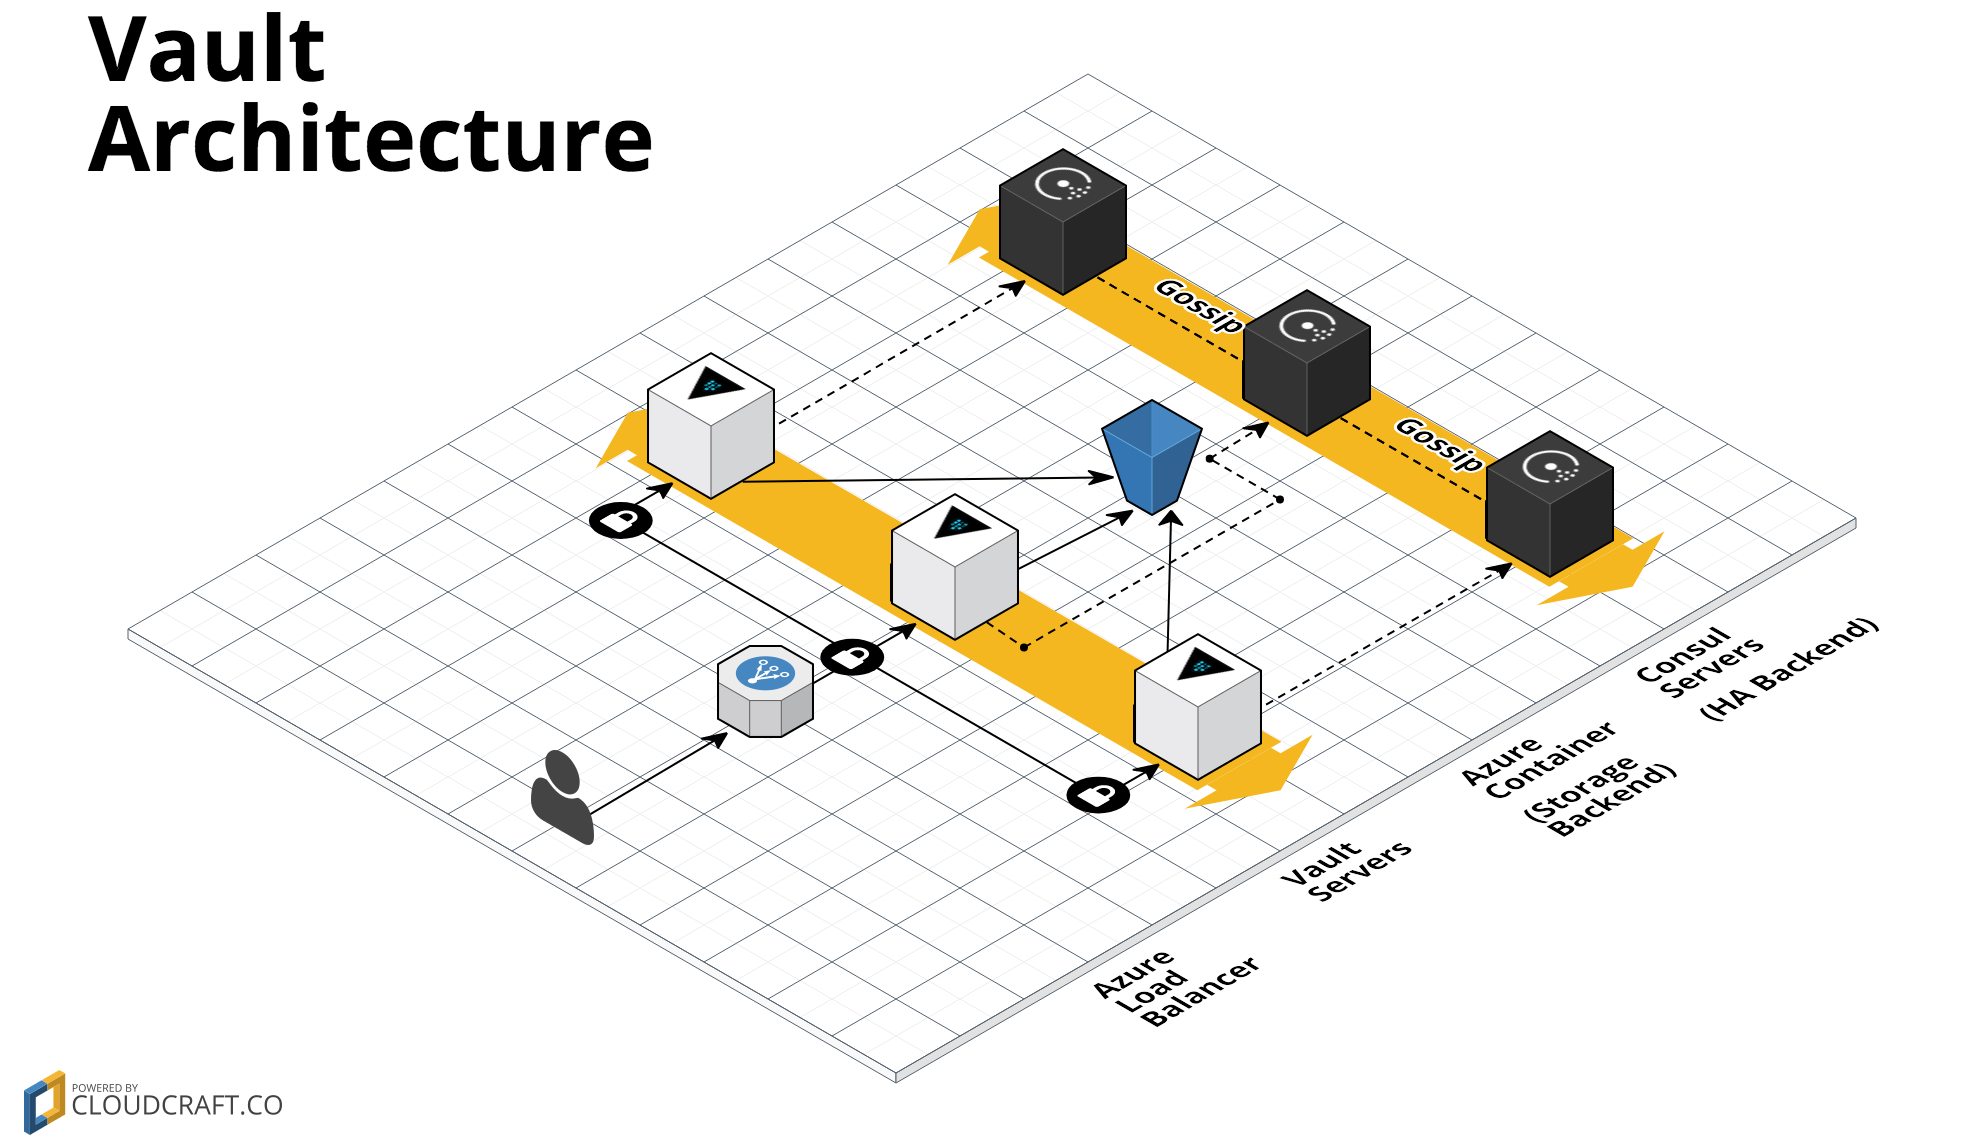 Vault
Architecture
Gossip
Gossip
Consul
Servers
(HA Backend)
Azure
Container
(Storage
Backend)
Vault
Servers
Azure
Load
Balancer
POWERED BY
CLOUDCRAFT.CO